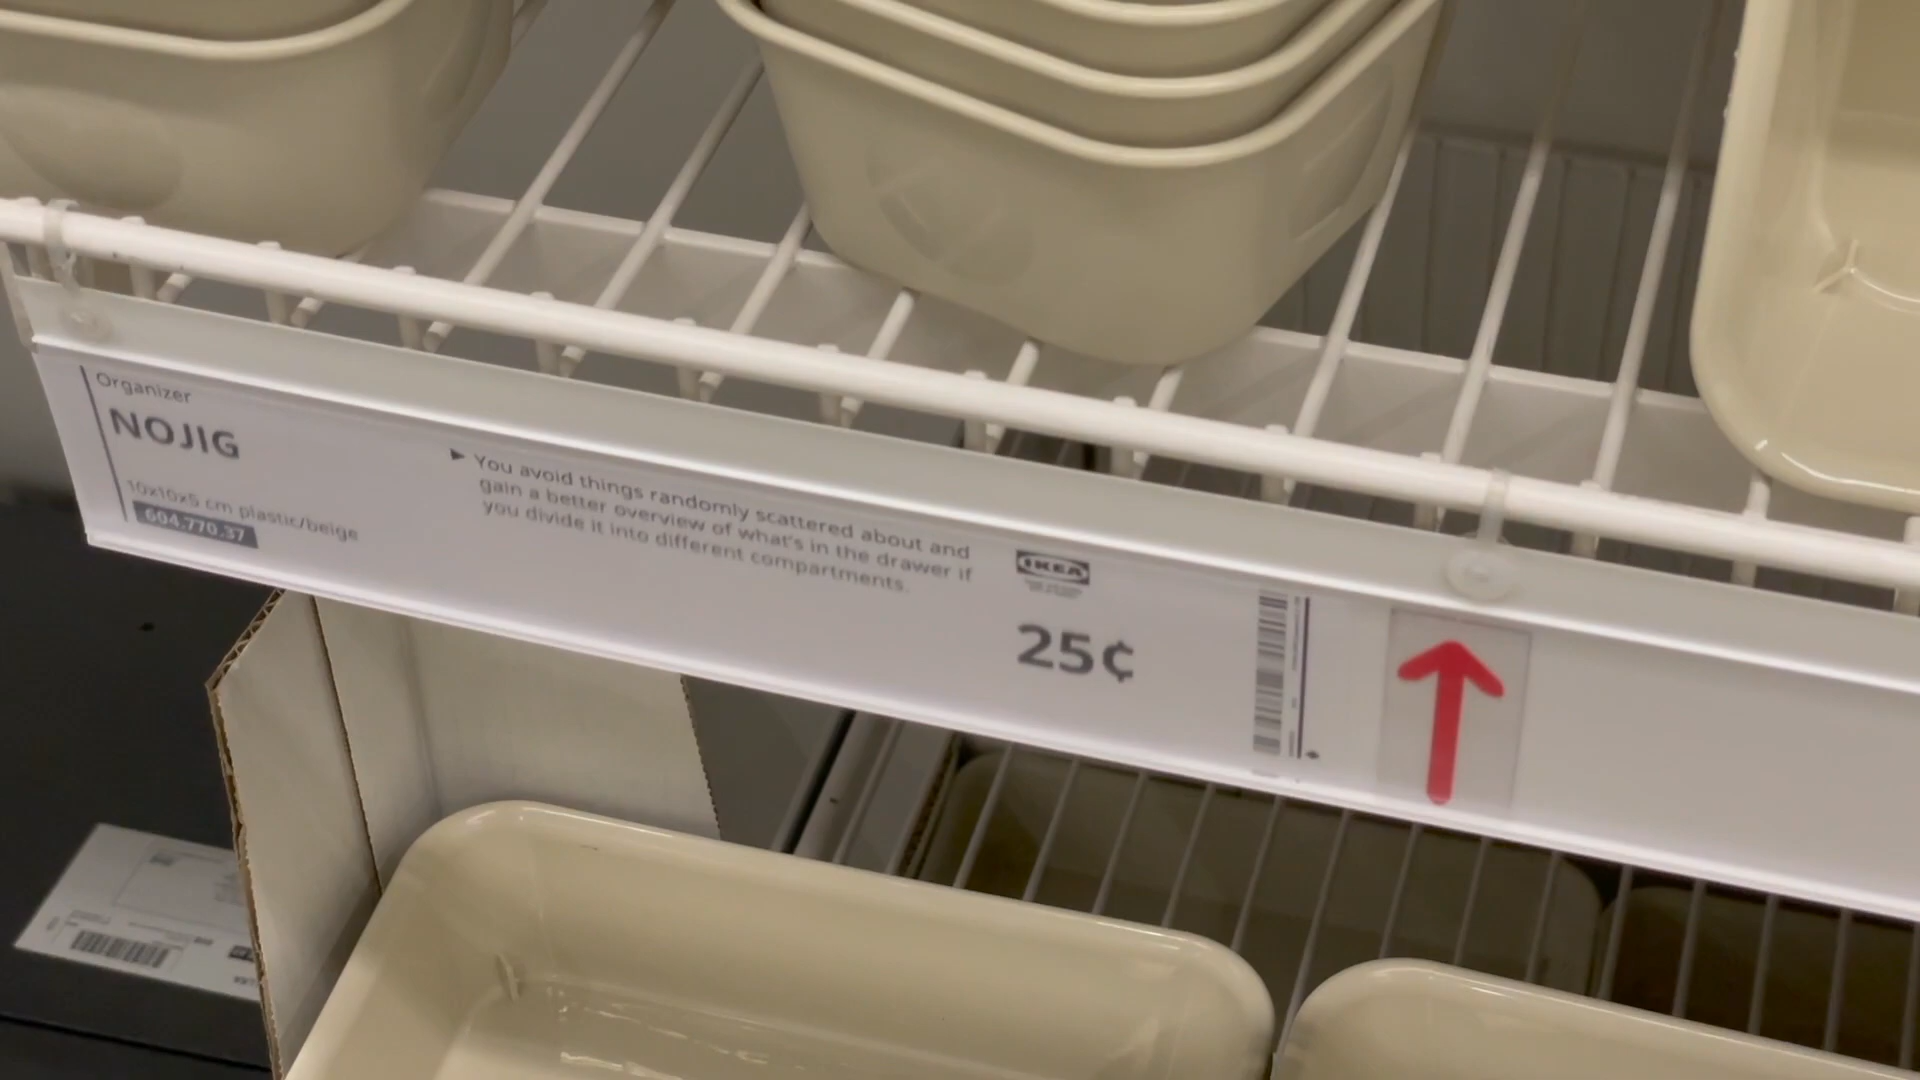 Organizer
NOJIG
10x10x5 cm plastic/beige
604.770.37
► You avoid things randomly scattered about and
gain a better overview of what's in the drawer if
you divide it into different compartments.
IKEA
25¢